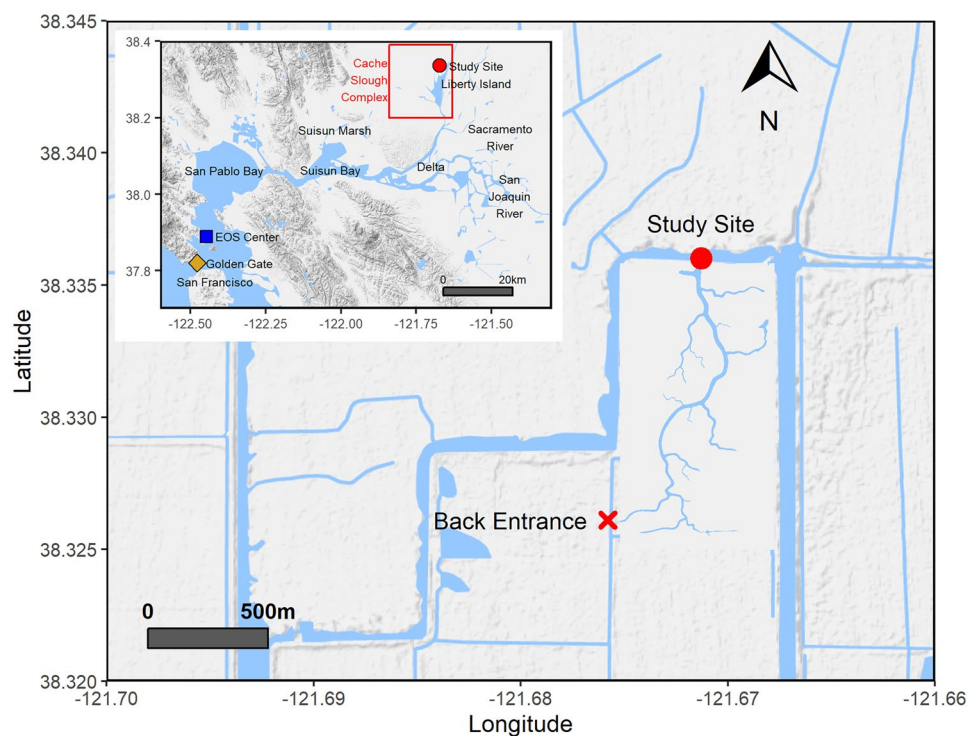 38.345
38.340
38.335
38.330
38.325
38.320
Latitude
-121.70
-121.69
-121.68
-121.67
-121.66
Longitude
N
Study Site
Back Entrance
0
500m
38.4
38.2
38.0
37.8
-122.50
-122.25
-122.00
-121.75
-121.50
Cache
Slough
Complex
Study Site
Liberty Island
Suisun Marsh
Sacramento
River
San Pablo Bay
Suisun Bay
Delta
San
Joaquin
River
EOS Center
Golden Gate
San Francisco
0
20km